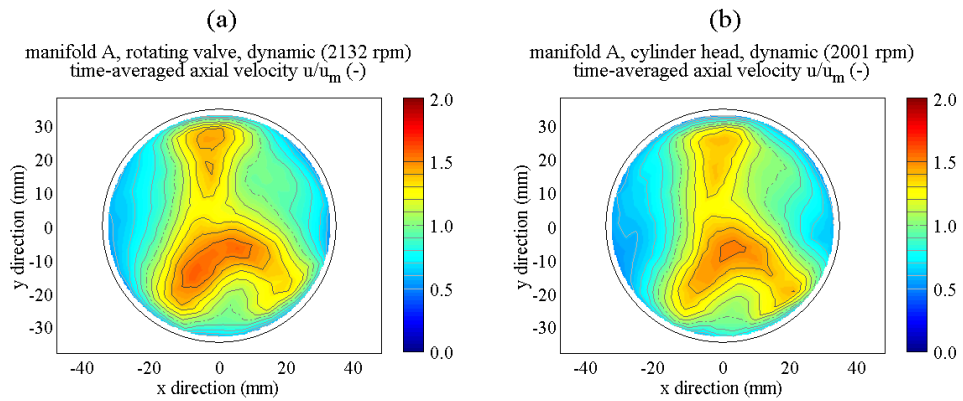 (a)
manifold A, rotating valve, dynamic (2132 rpm)
time-averaged axial velocity u/um (-)
30
20
10
0
-10
-20
-30
y direction (mm)
-40 -20 0 20 40
x direction (mm)
2.0
1.5
1.0
0.5
0.0
(b)
manifold A, cylinder head, dynamic (2001 rpm)
time-averaged axial velocity u/um (-)
30
20
10
0
-10
-20
-30
y direction (mm)
-40 -20 0 20 40
x direction (mm)
2.0
1.5
1.0
0.5
0.0